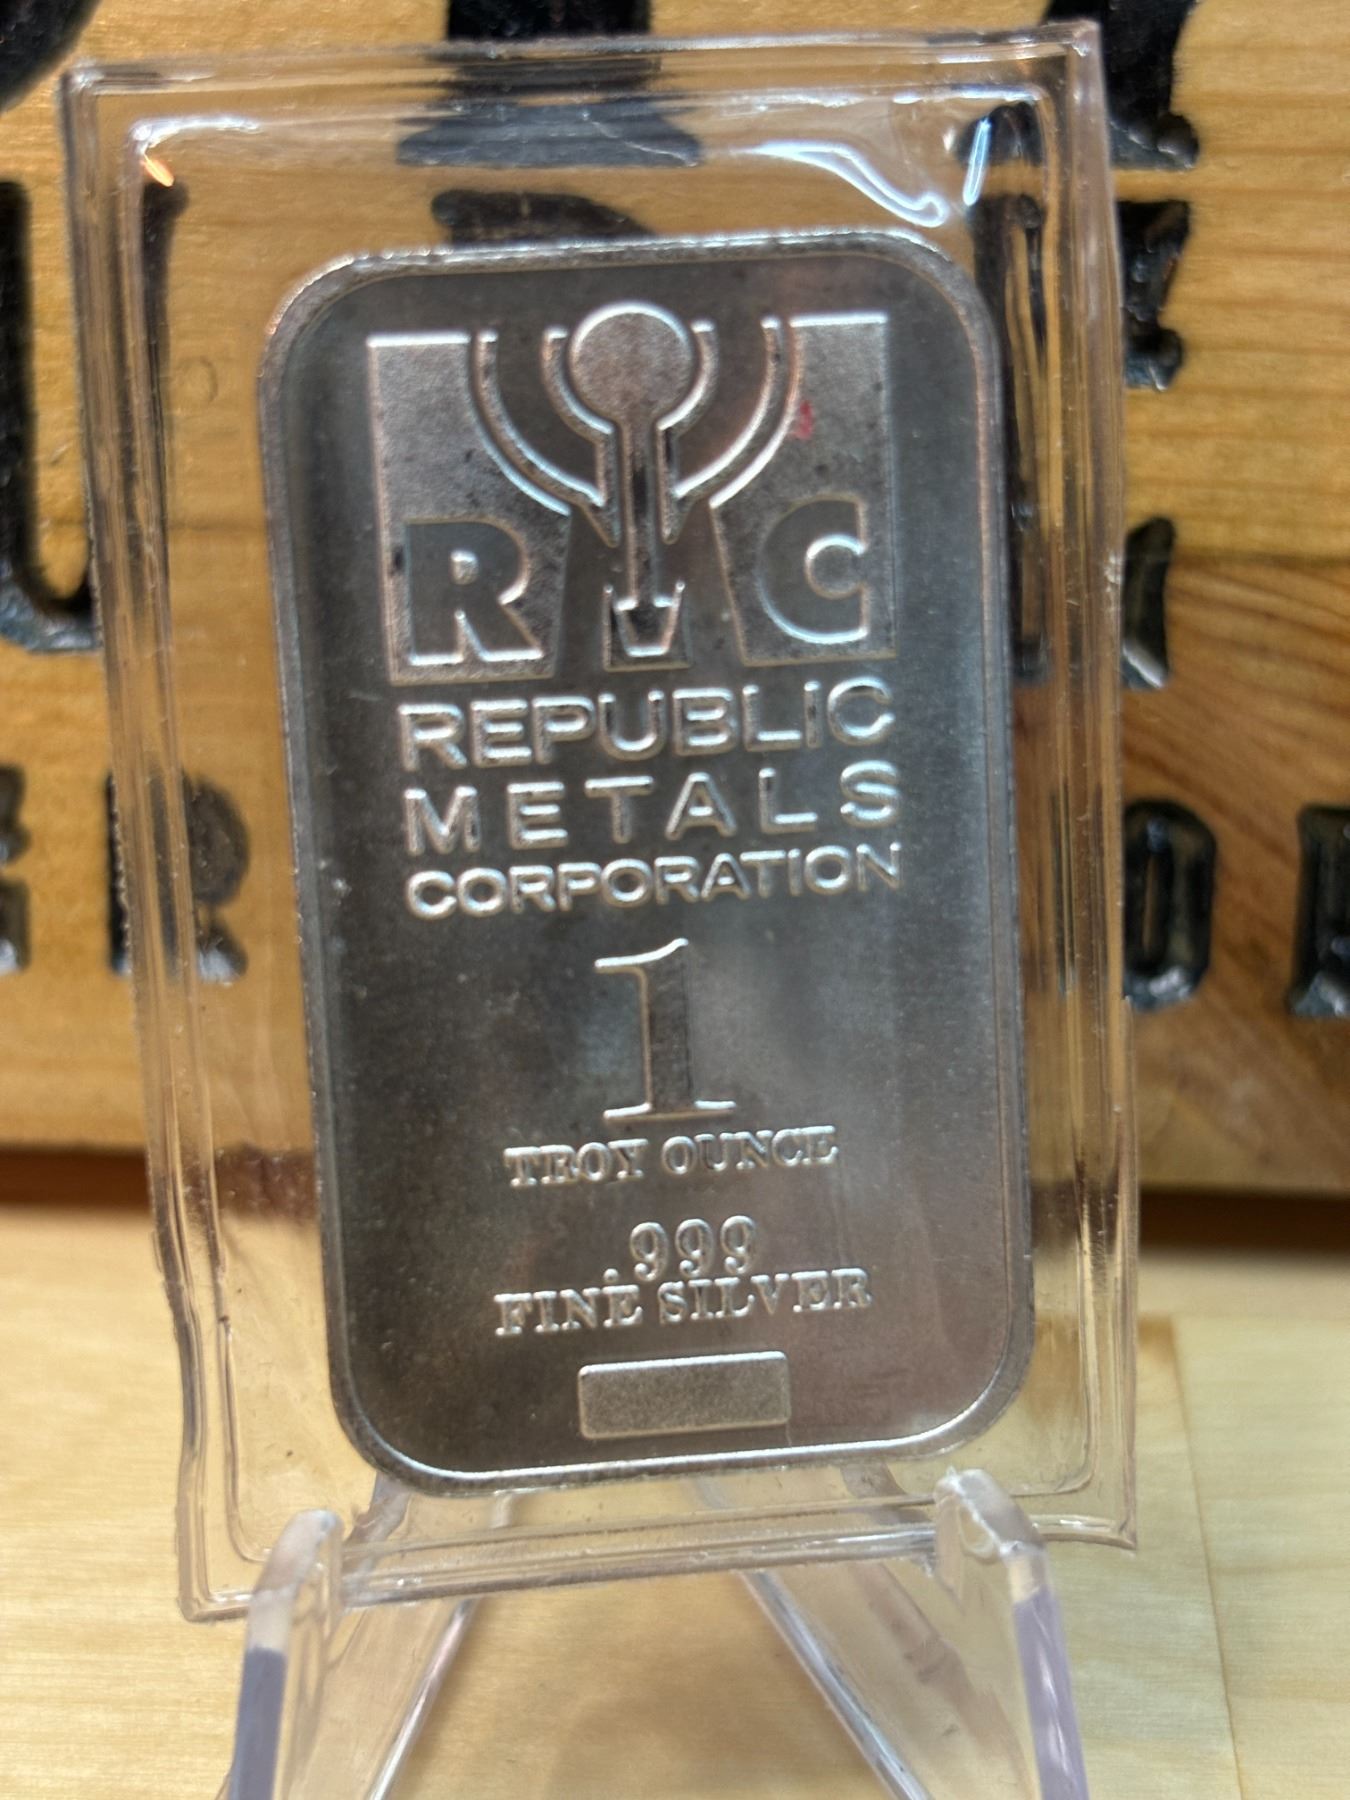 RMC
REPUBLIC
METALS
CORPORATION
1
TROY OUNCE
.999
FINE SILVER